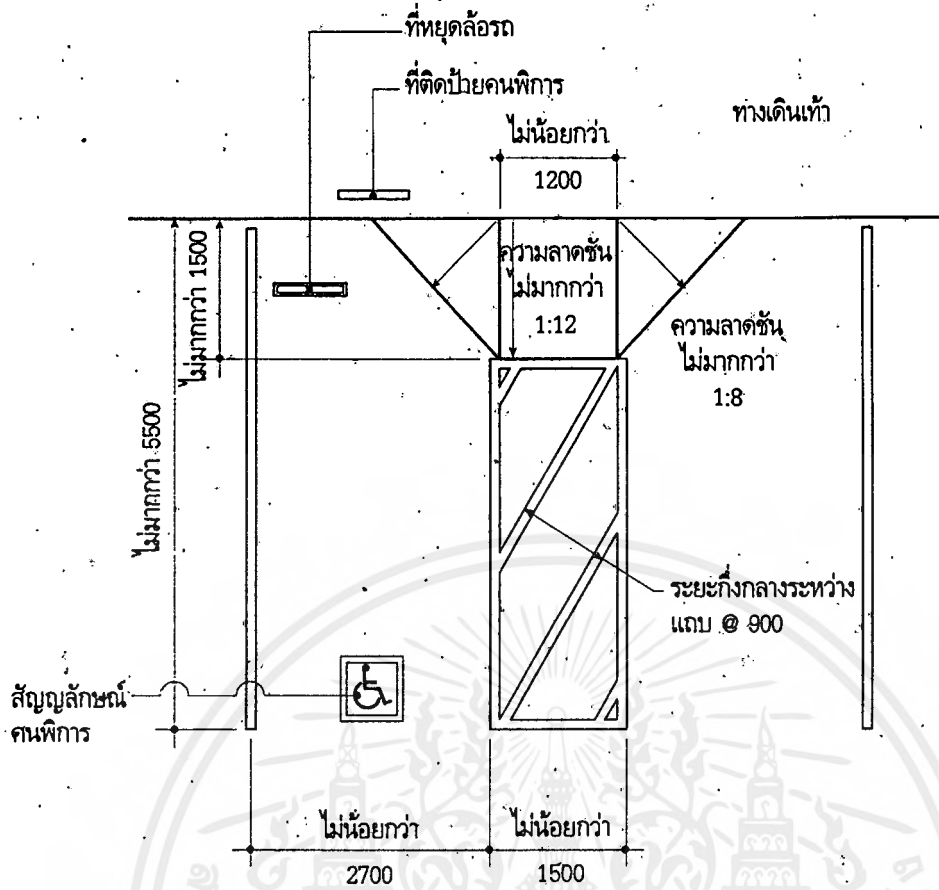 ที่หยุดล้อรถ
ที่ติดป้ายคนพิการ
ทางเดินเท้า
ไม่น้อยกว่า
1200
ไม่มากกว่า 1500
ความลาดชัน
ไม่มากกว่า
1:12
ความลาดชัน
ไม่มากกว่า
1:8
ไม่มากกว่า 5500
ระยะกึ่งกลางระหว่าง
แถบ @ 900
สัญญลักษณ์
คนพิการ
ไม่น้อยกว่า
2700
ไม่น้อยกว่า
1500